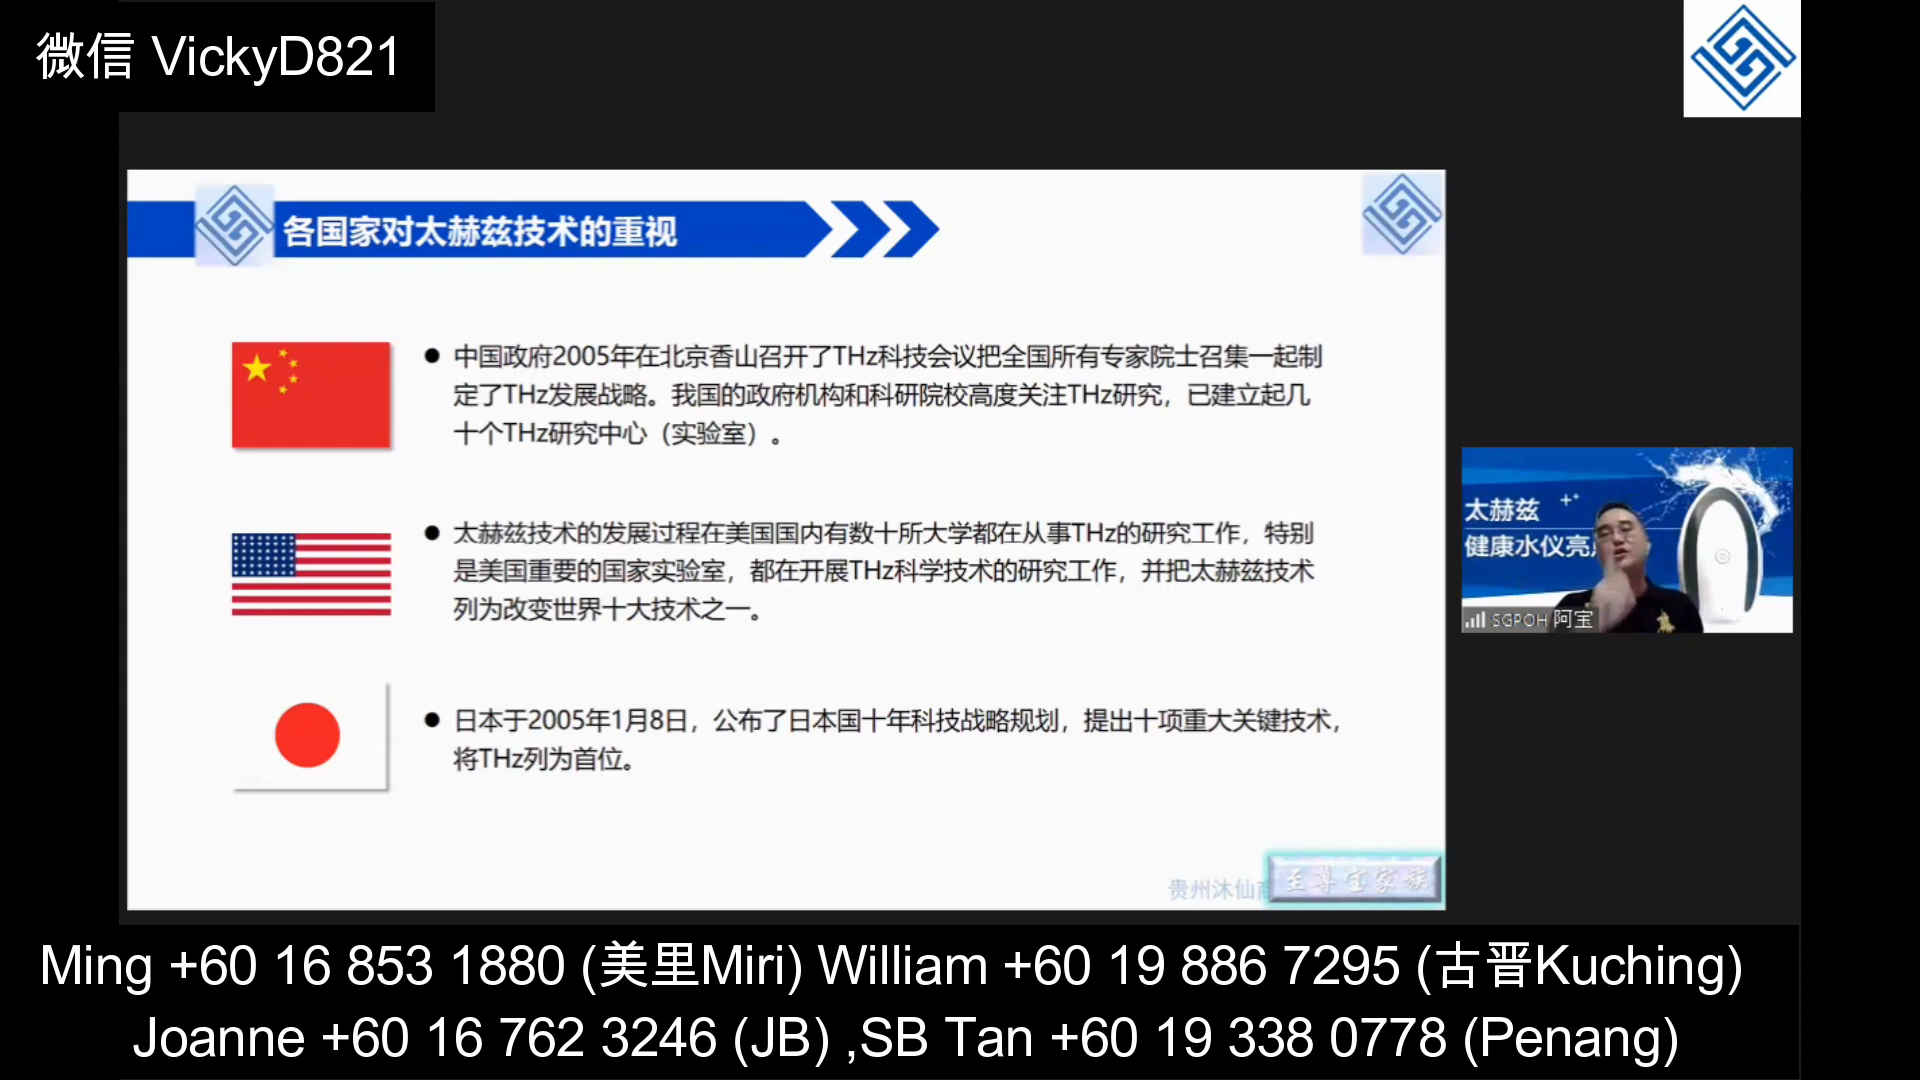 微信 VickyD821
各国家对太赫兹技术的重视
中国政府2005年在北京香山召开了THz科技会议把全国所有专家院士召集一起制
定了THz发展战略。我国的政府机构和科研院校高度关注THz研究，已建立起几
十个THz研究中心（实验室）。
太赫兹技术的发展过程在美国国内有数十所大学都在从事THz的研究工作，特别
是美国重要的国家实验室，都在开展THz科学技术的研究工作，并把太赫兹技术
列为改变世界十大技术之一。
日本于2005年1月8日，公布了日本国十年科技战略规划，提出十项重大关键技术，
将THz列为首位。
太赫兹
健康水仪亮
SGPOH 阿宝
贵州沐仙
至尊宝家族
Ming +60 16 853 1880 (美里Miri) William +60 19 886 7295 (古晋Kuching)
Joanne +60 16 762 3246 (JB) ,SB Tan +60 19 338 0778 (Penang)